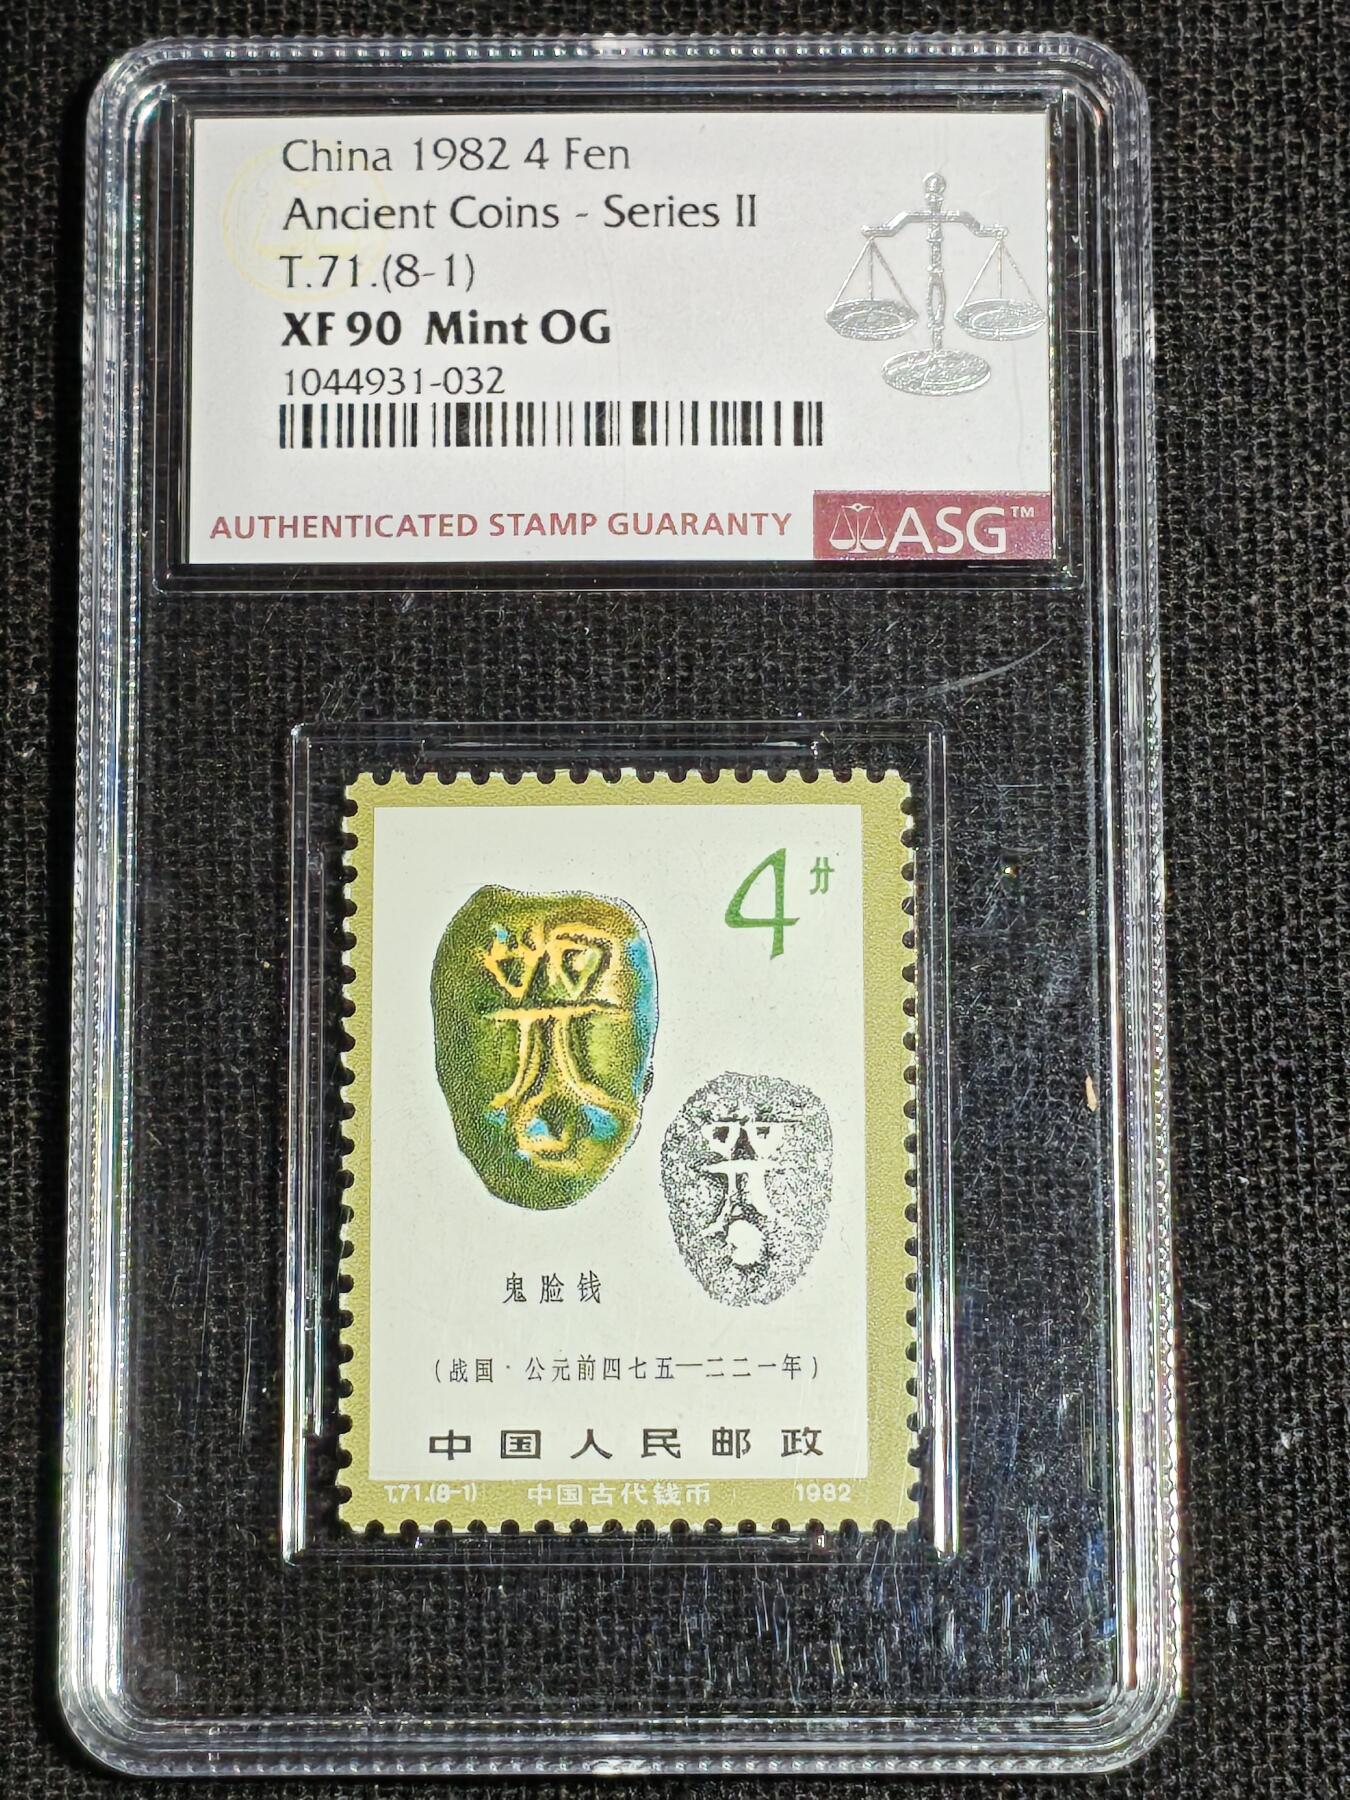 China 1982 4 Fen
Ancient Coins - Series II
T.71.(8-1)
XF 90 Mint OG
1044931-032
AUTHENTICATED STAMP GUARANTY
ASG™
4分
鬼脸钱
(战国·公元前四七五—二二一年)
中国人民邮政
T.71.(8-1) 中国古代钱币 1982